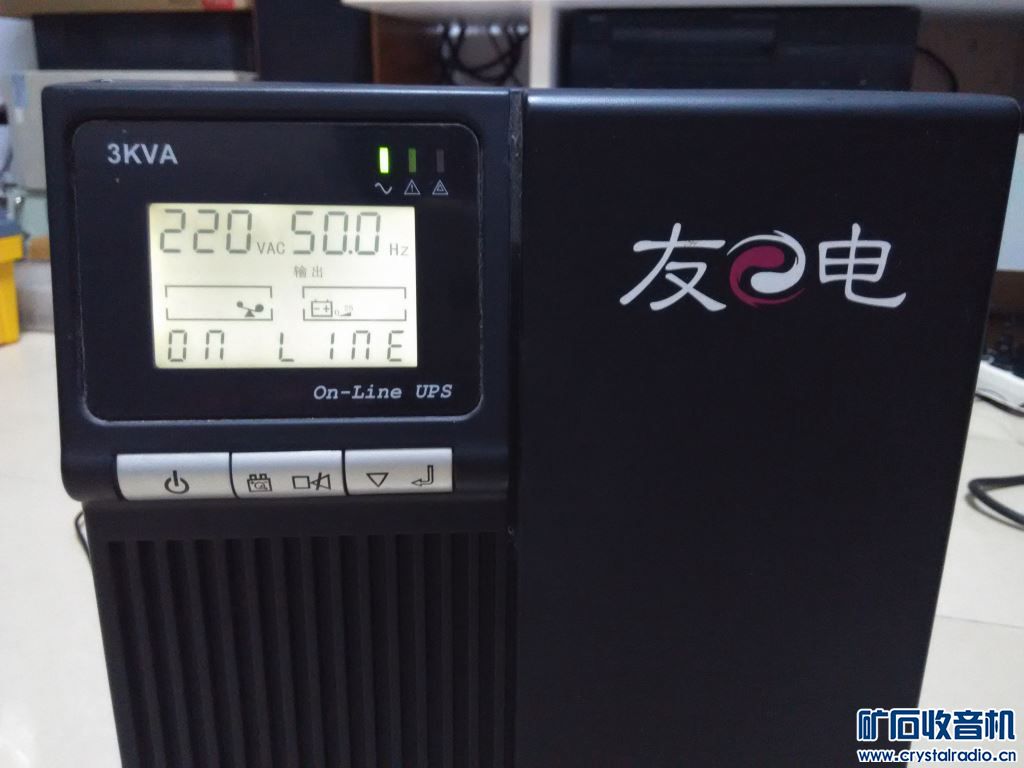 3KVA
220 VAC 50.0 Hz
输出
ON LINE
On-Line UPS
友电
矿石收音机
www.crystalradio.cn